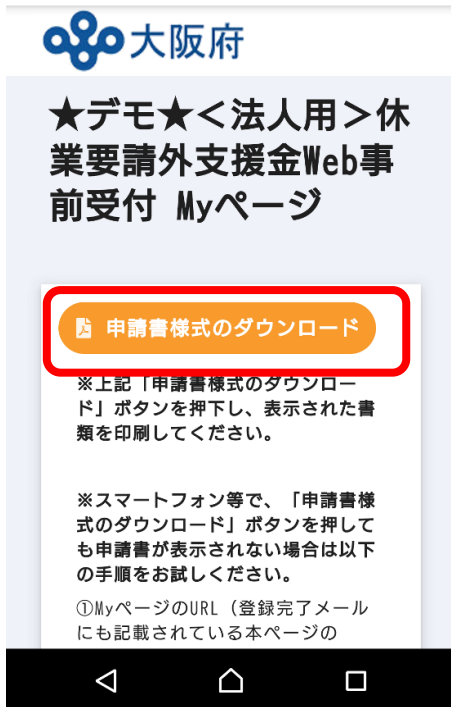 大阪府
★デモ★＜法人用＞休
業要請外支援金Web事
前受付 Myページ
申請書様式のダウンロード
※上記「申請書様式のダウンロー
ド」ボタンを押下し、表示された書
類を印刷してください。
※スマートフォン等で、「申請書様
式のダウンロード」ボタンを押して
も申請書が表示されない場合は以下
の手順をお試しください。
①MyページのURL（登録完了メール
にも記載されている本ページの